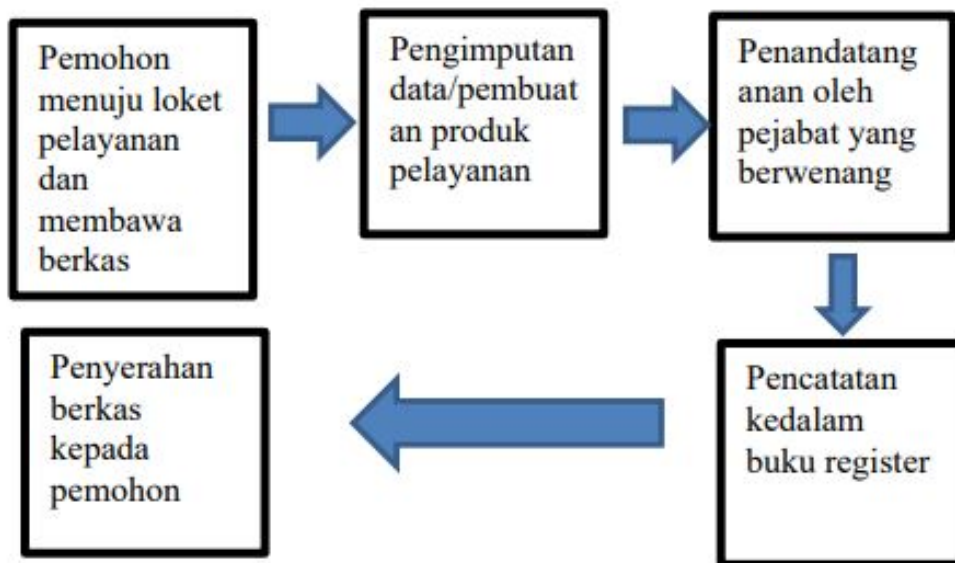 Pemohon
menuju loket
pelayanan
dan
membawa
berkas
Pengimputan
data/pembuat
an produk
pelayanan
Penandatang
anan oleh
pejabat yang
berwenang
Pencatatan
kedalam
buku register
Penyerahan
berkas
kepada
pemohon